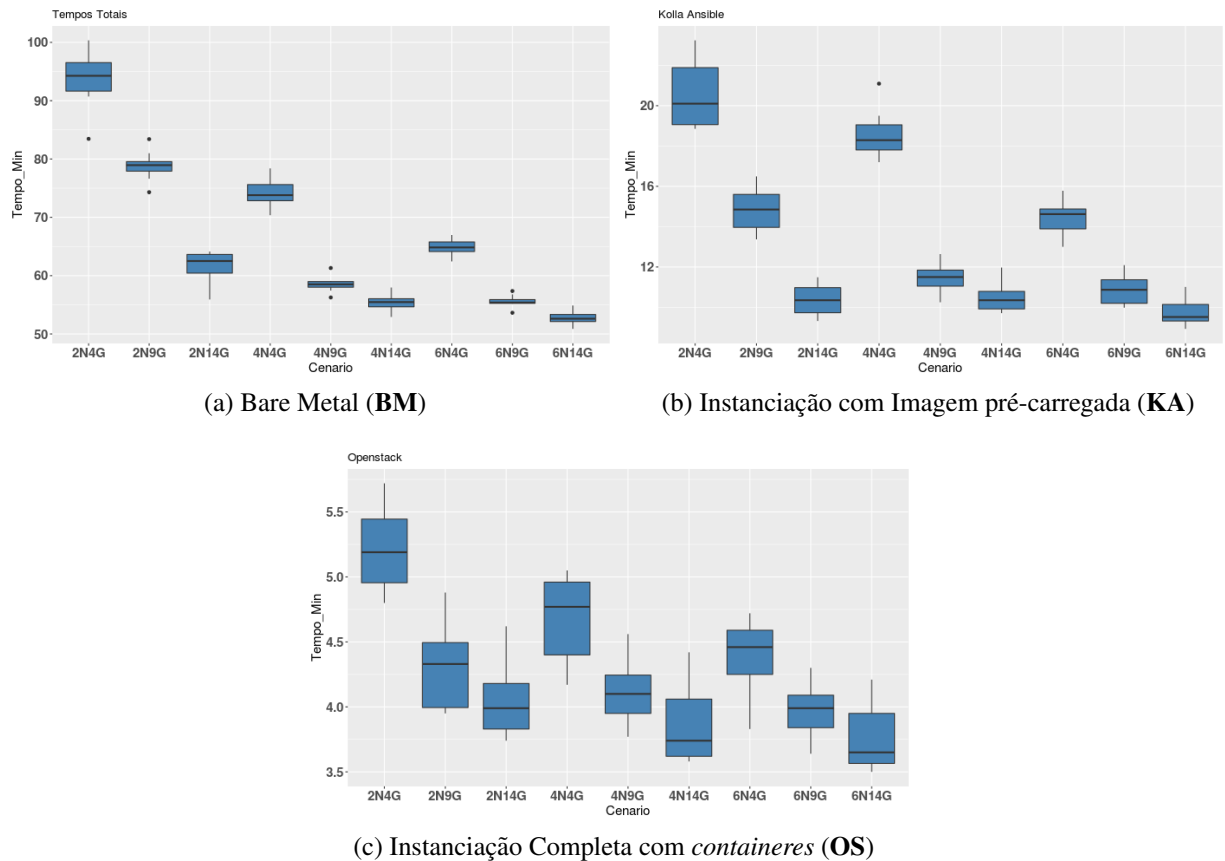 Tempos Totais
100
90
80
70
60
50
Tempo_Min
2N4G 2N9G 2N14G 4N4G 4N9G 4N14G 6N4G 6N9G 6N14G
Cenario
(a) Bare Metal (BM)
Kolla Ansible
20
16
12
Tempo_Min
2N4G 2N9G 2N14G 4N4G 4N9G 4N14G 6N4G 6N9G 6N14G
Cenario
(b) Instanciação com Imagem pré-carregada (KA)
Openstack
5.5
5.0
4.5
4.0
3.5
Tempo_Min
2N4G 2N9G 2N14G 4N4G 4N9G 4N14G 6N4G 6N9G 6N14G
Cenario
(c) Instanciação Completa com containeres (OS)